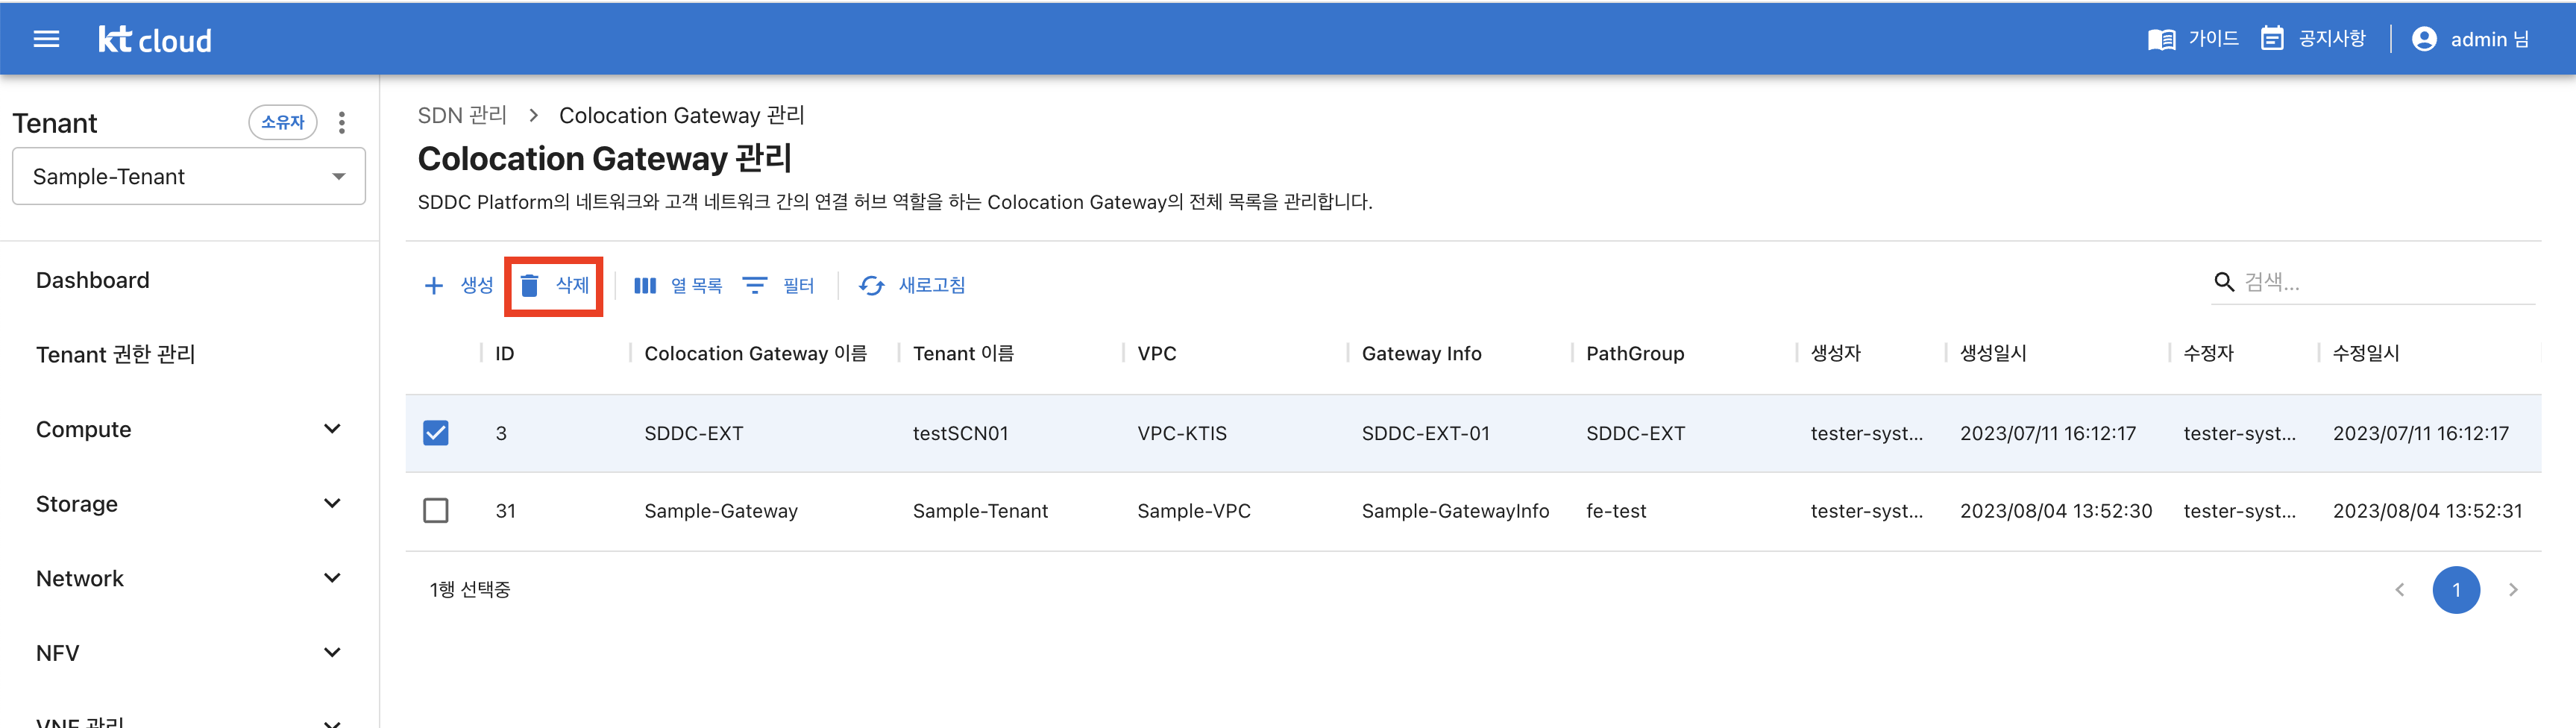 kt cloud
가이드
공지사항
admin 님
Tenant
소유자
Sample-Tenant
Dashboard
Tenant 권한 관리
Compute
Storage
Network
NFV
VNF 관리
SDN 관리 > Colocation Gateway 관리
Colocation Gateway 관리
SDDC Platform의 네트워크와 고객 네트워크 간의 연결 허브 역할을 하는 Colocation Gateway의 전체 목록을 관리합니다.
생성 삭제 열 목록 필터 새로고침 검색...
ID Colocation Gateway 이름 Tenant 이름 VPC Gateway Info PathGroup 생성자 생성일시 수정자 수정일시
3 SDDC-EXT testSCN01 VPC-KTIS SDDC-EXT-01 SDDC-EXT tester-syst... 2023/07/11 16:12:17 tester-syst... 2023/07/11 16:12:17
31 Sample-Gateway Sample-Tenant Sample-VPC Sample-GatewayInfo fe-test tester-syst... 2023/08/04 13:52:30 tester-syst... 2023/08/04 13:52:31
1행 선택중
1